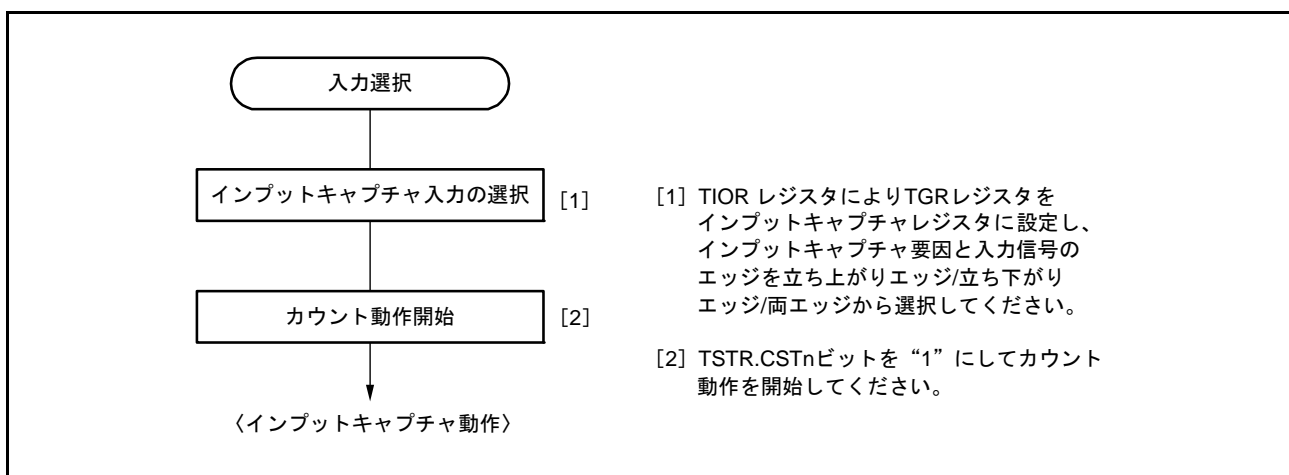 入力選択
インプットキャプチャ入力の選択 [1]
カウント動作開始 [2]
〈インプットキャプチャ動作〉
[1] TIOR レジスタによりTGRレジスタを
インプットキャプチャレジスタに設定し、
インプットキャプチャ要因と入力信号の
エッジを立ち上がりエッジ/立ち下がり
エッジ/両エッジから選択してください。
[2] TSTR.CSTnビットを“1”にしてカウント
動作を開始してください。